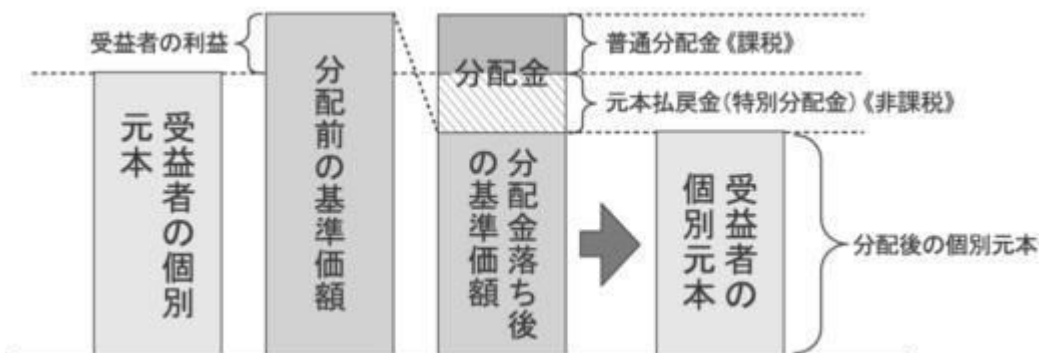 受益者の利益
普通分配金《課税》
分配金
元本払戻金(特別分配金)《非課税》
受益者の個別
元本
分配前の基準価額
分配金落ち後
の基準価額
受益者の
個別元本
分配後の個別元本